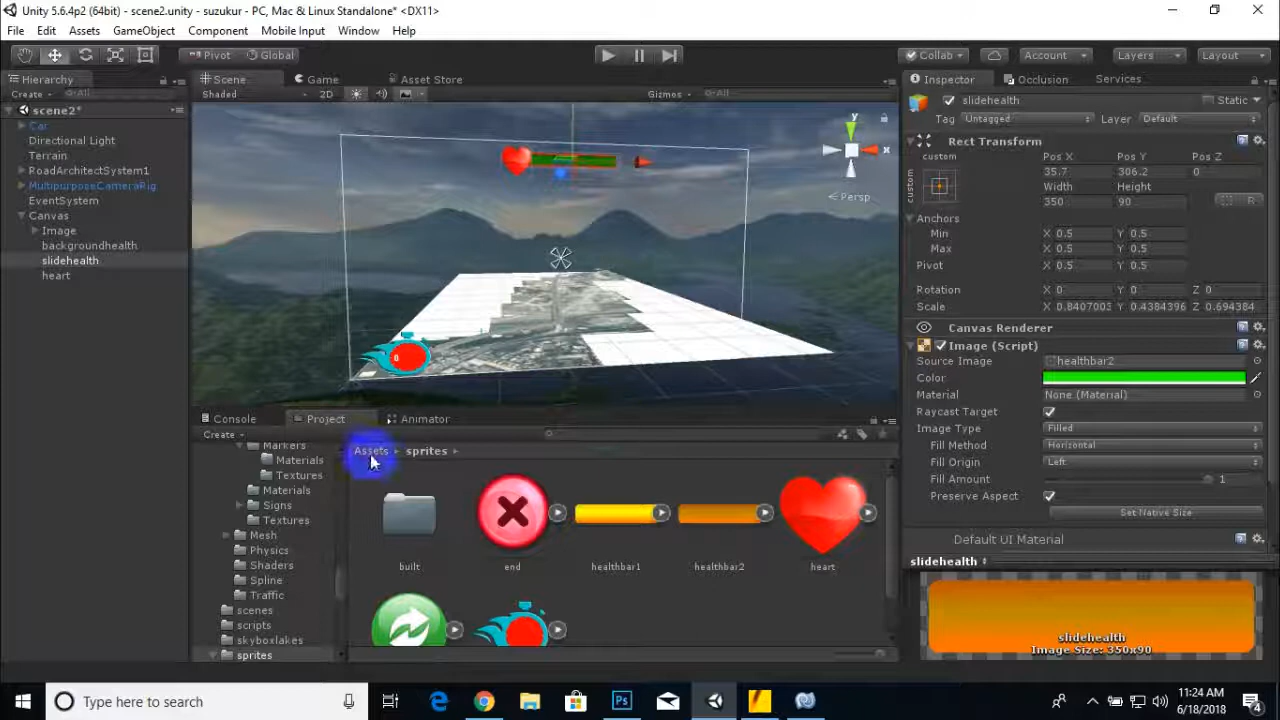 Unity 5.6.4p2 (64bit) - scene2.unity - suzukur - PC, Mac & Linux Standalone* <DX11>
File Edit Assets GameObject Component Mobile Input Window Help
Pivot Global Collab Account Layers Layout
Hierarchy Scene Game Asset Store Inspector Occlusion Services
Create All Shaded 2D Gizmos All slidehealth Static
scene2* Tag Untagged Layer Default
Car
Directional Light
Terrain
RoadArchitectSystem1
MultipurposeCameraRig
EventSystem
Canvas
Image
backgroundhealth
slidehealth
heart
y
x
Persp
0
Rect Transform
custom Pos X Pos Y Pos Z
custom 35.7 306.2 0
Width Height
350 90 R
Anchors
Min X 0.5 Y 0.5
Max X 0.5 Y 0.5
Pivot X 0.5 Y 0.5
Rotation X 0 Y 0 Z 0
Scale X 0.8407003 Y 0.4384396 Z 0.694384
Canvas Renderer
Image (Script)
Source Image healthbar2
Color
Material None (Material)
Raycast Target
Image Type Filled
Fill Method Horizontal
Fill Origin Left
Fill Amount 1
Preserve Aspect
Set Native Size
Default UI Material
slidehealth
slidehealth
Image Size: 350x90
Console Project Animator
Create
Markers
Materials
Textures
Materials
Signs
Textures
Mesh
Physics
Shaders
Spline
Traffic
scenes
scripts
skyboxlakes
sprites
Assets sprites
built end healthbar1 healthbar2 heart
Type here to search
11:24 AM
6/18/2018
4